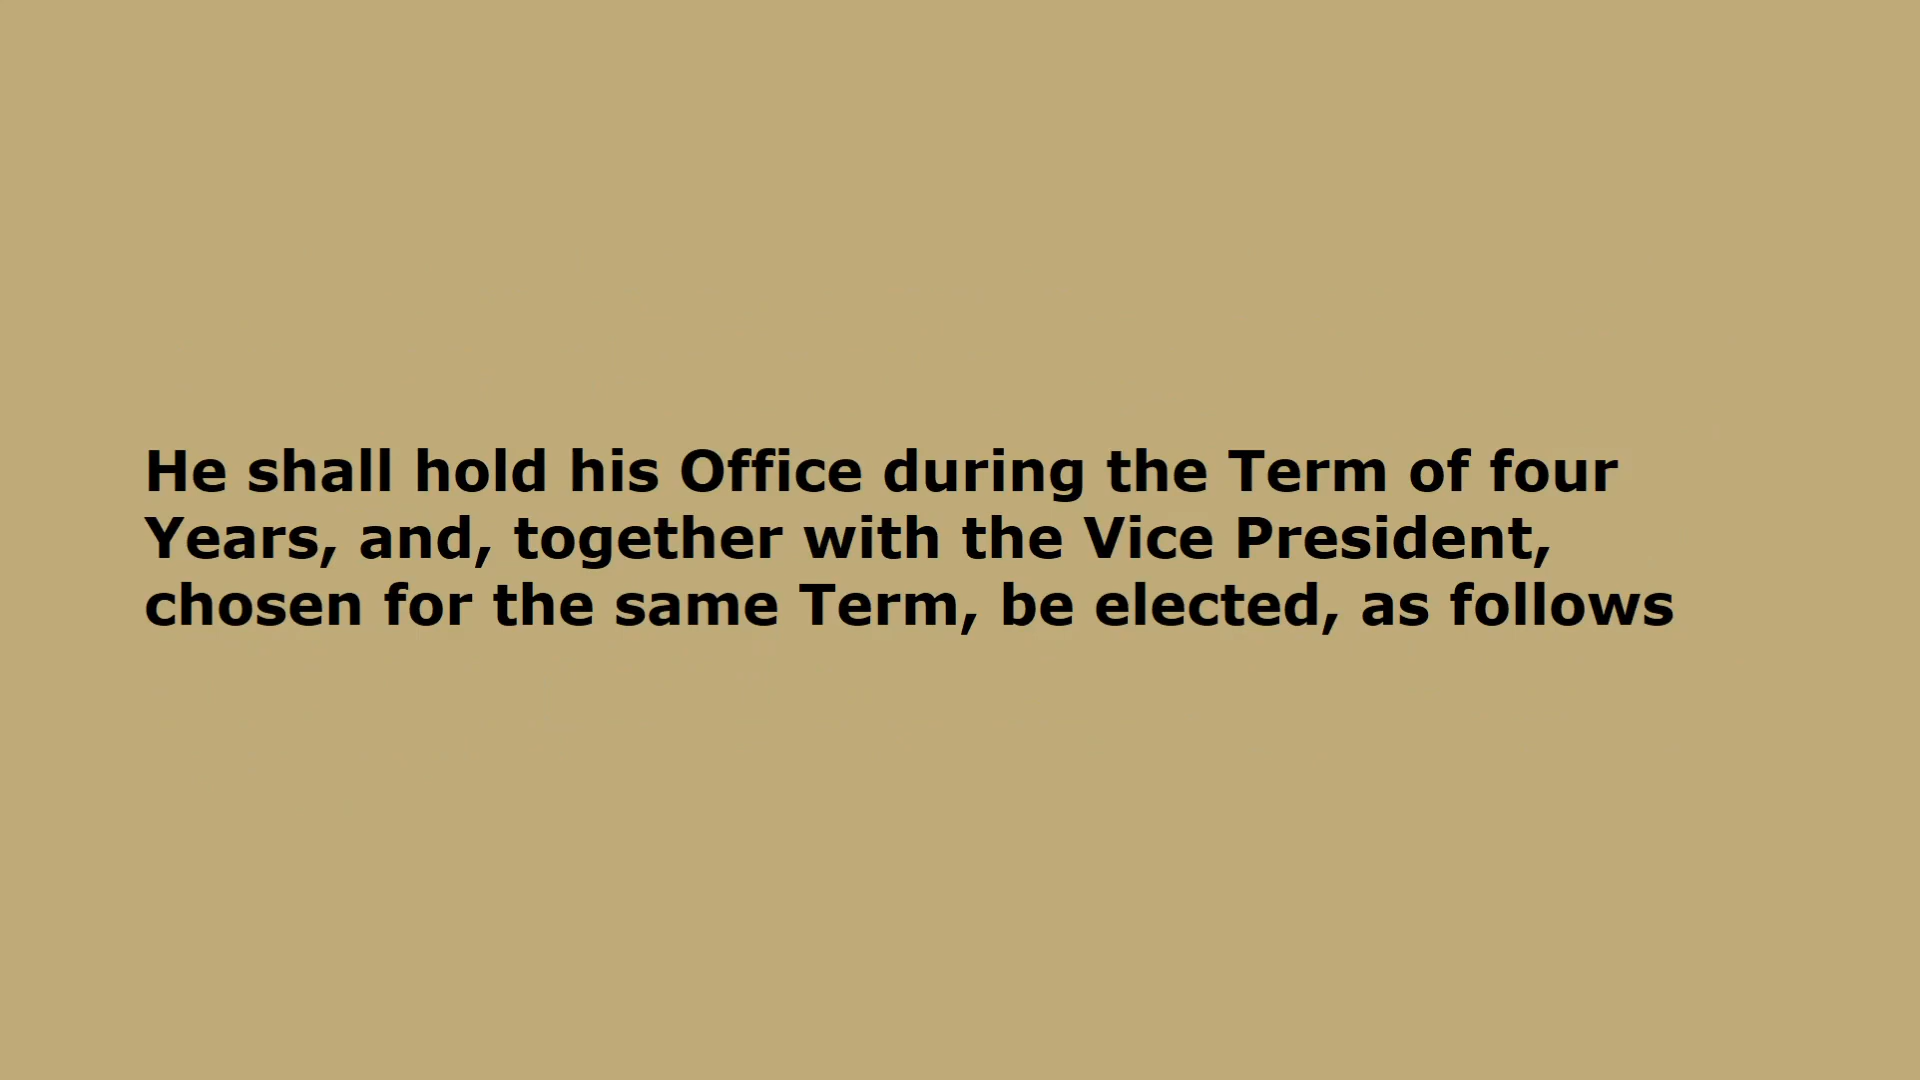 He shall hold his Office during the Term of four
Years, and, together with the Vice President,
chosen for the same Term, be elected, as follows